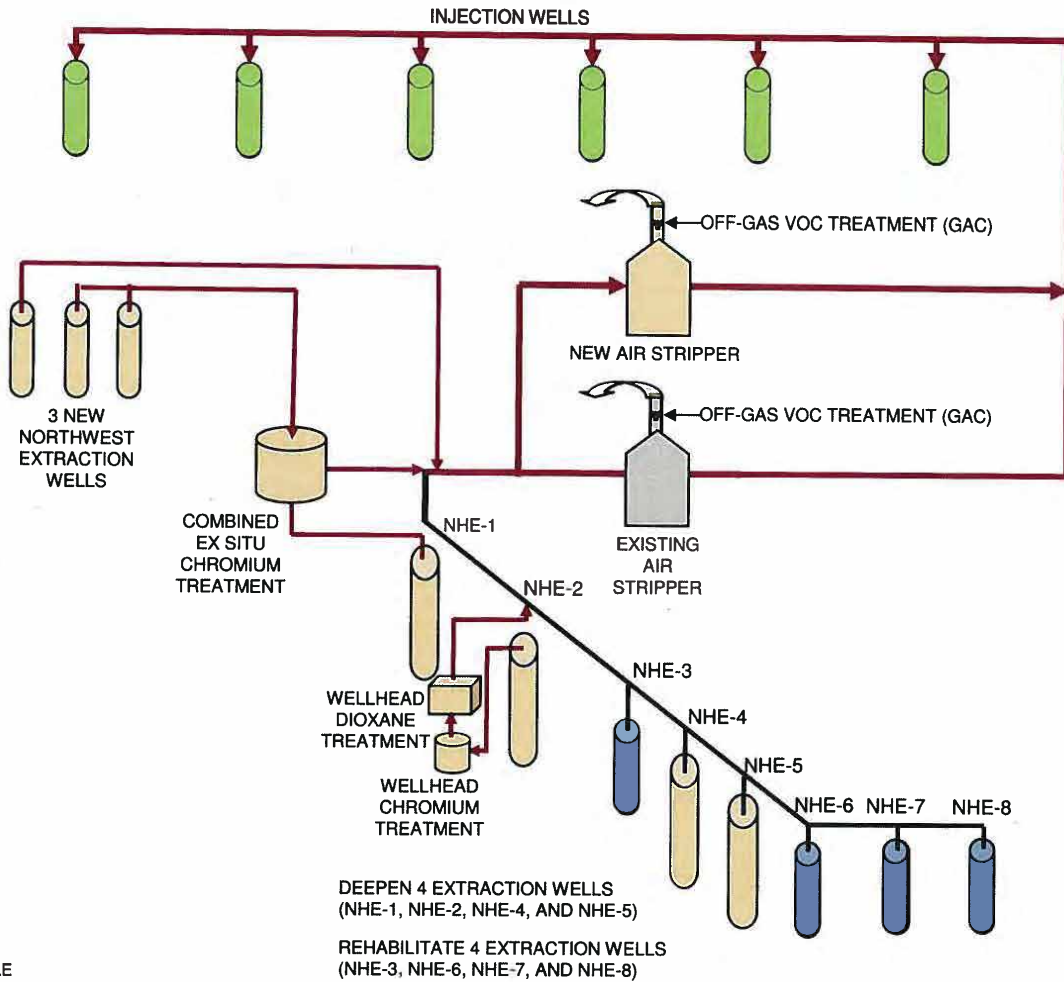 INJECTION WELLS
OFF-GAS VOC TREATMENT (GAC)
NEW AIR STRIPPER
3 NEW
NORTHWEST
EXTRACTION
WELLS
OFF-GAS VOC TREATMENT (GAC)
COMBINED
EX SITU
CHROMIUM
TREATMENT
NHE-1
EXISTING
AIR
STRIPPER
NHE-2
WELLHEAD
DIOXANE
TREATMENT
NHE-3
NHE-4
NHE-5
WELLHEAD
CHROMIUM
TREATMENT
NHE-6
NHE-7
NHE-8
DEEPEN 4 EXTRACTION WELLS
(NHE-1, NHE-2, NHE-4, AND NHE-5)
REHABILITATE 4 EXTRACTION WELLS
(NHE-3, NHE-6, NHE-7, AND NHE-8)